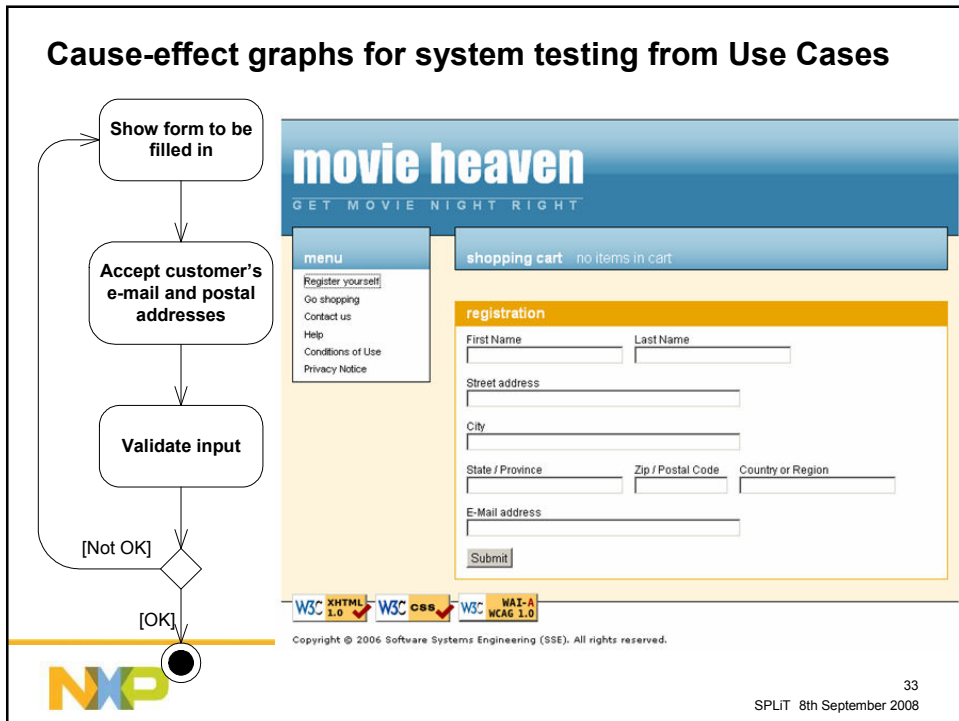 Cause-effect graphs for system testing from Use Cases
Show form to be
filled in
Accept customer's
e-mail and postal
addresses
Validate input
[Not OK]
[OK]
movie heaven
GET MOVIE NIGHT RIGHT
menu
Register yourself
Go shopping
Contact us
Help
Conditions of Use
Privacy Notice
shopping cart no items in cart
registration
First Name Last Name
Street address
City
State / Province Zip / Postal Code Country or Region
E-Mail address
Submit
W3C XHTML 1.0 W3C css W3C WAI-A WCAG 1.0
Copyright © 2006 Software Systems Engineering (SSE). All rights reserved.
NXP
33
SPLiT 8th September 2008